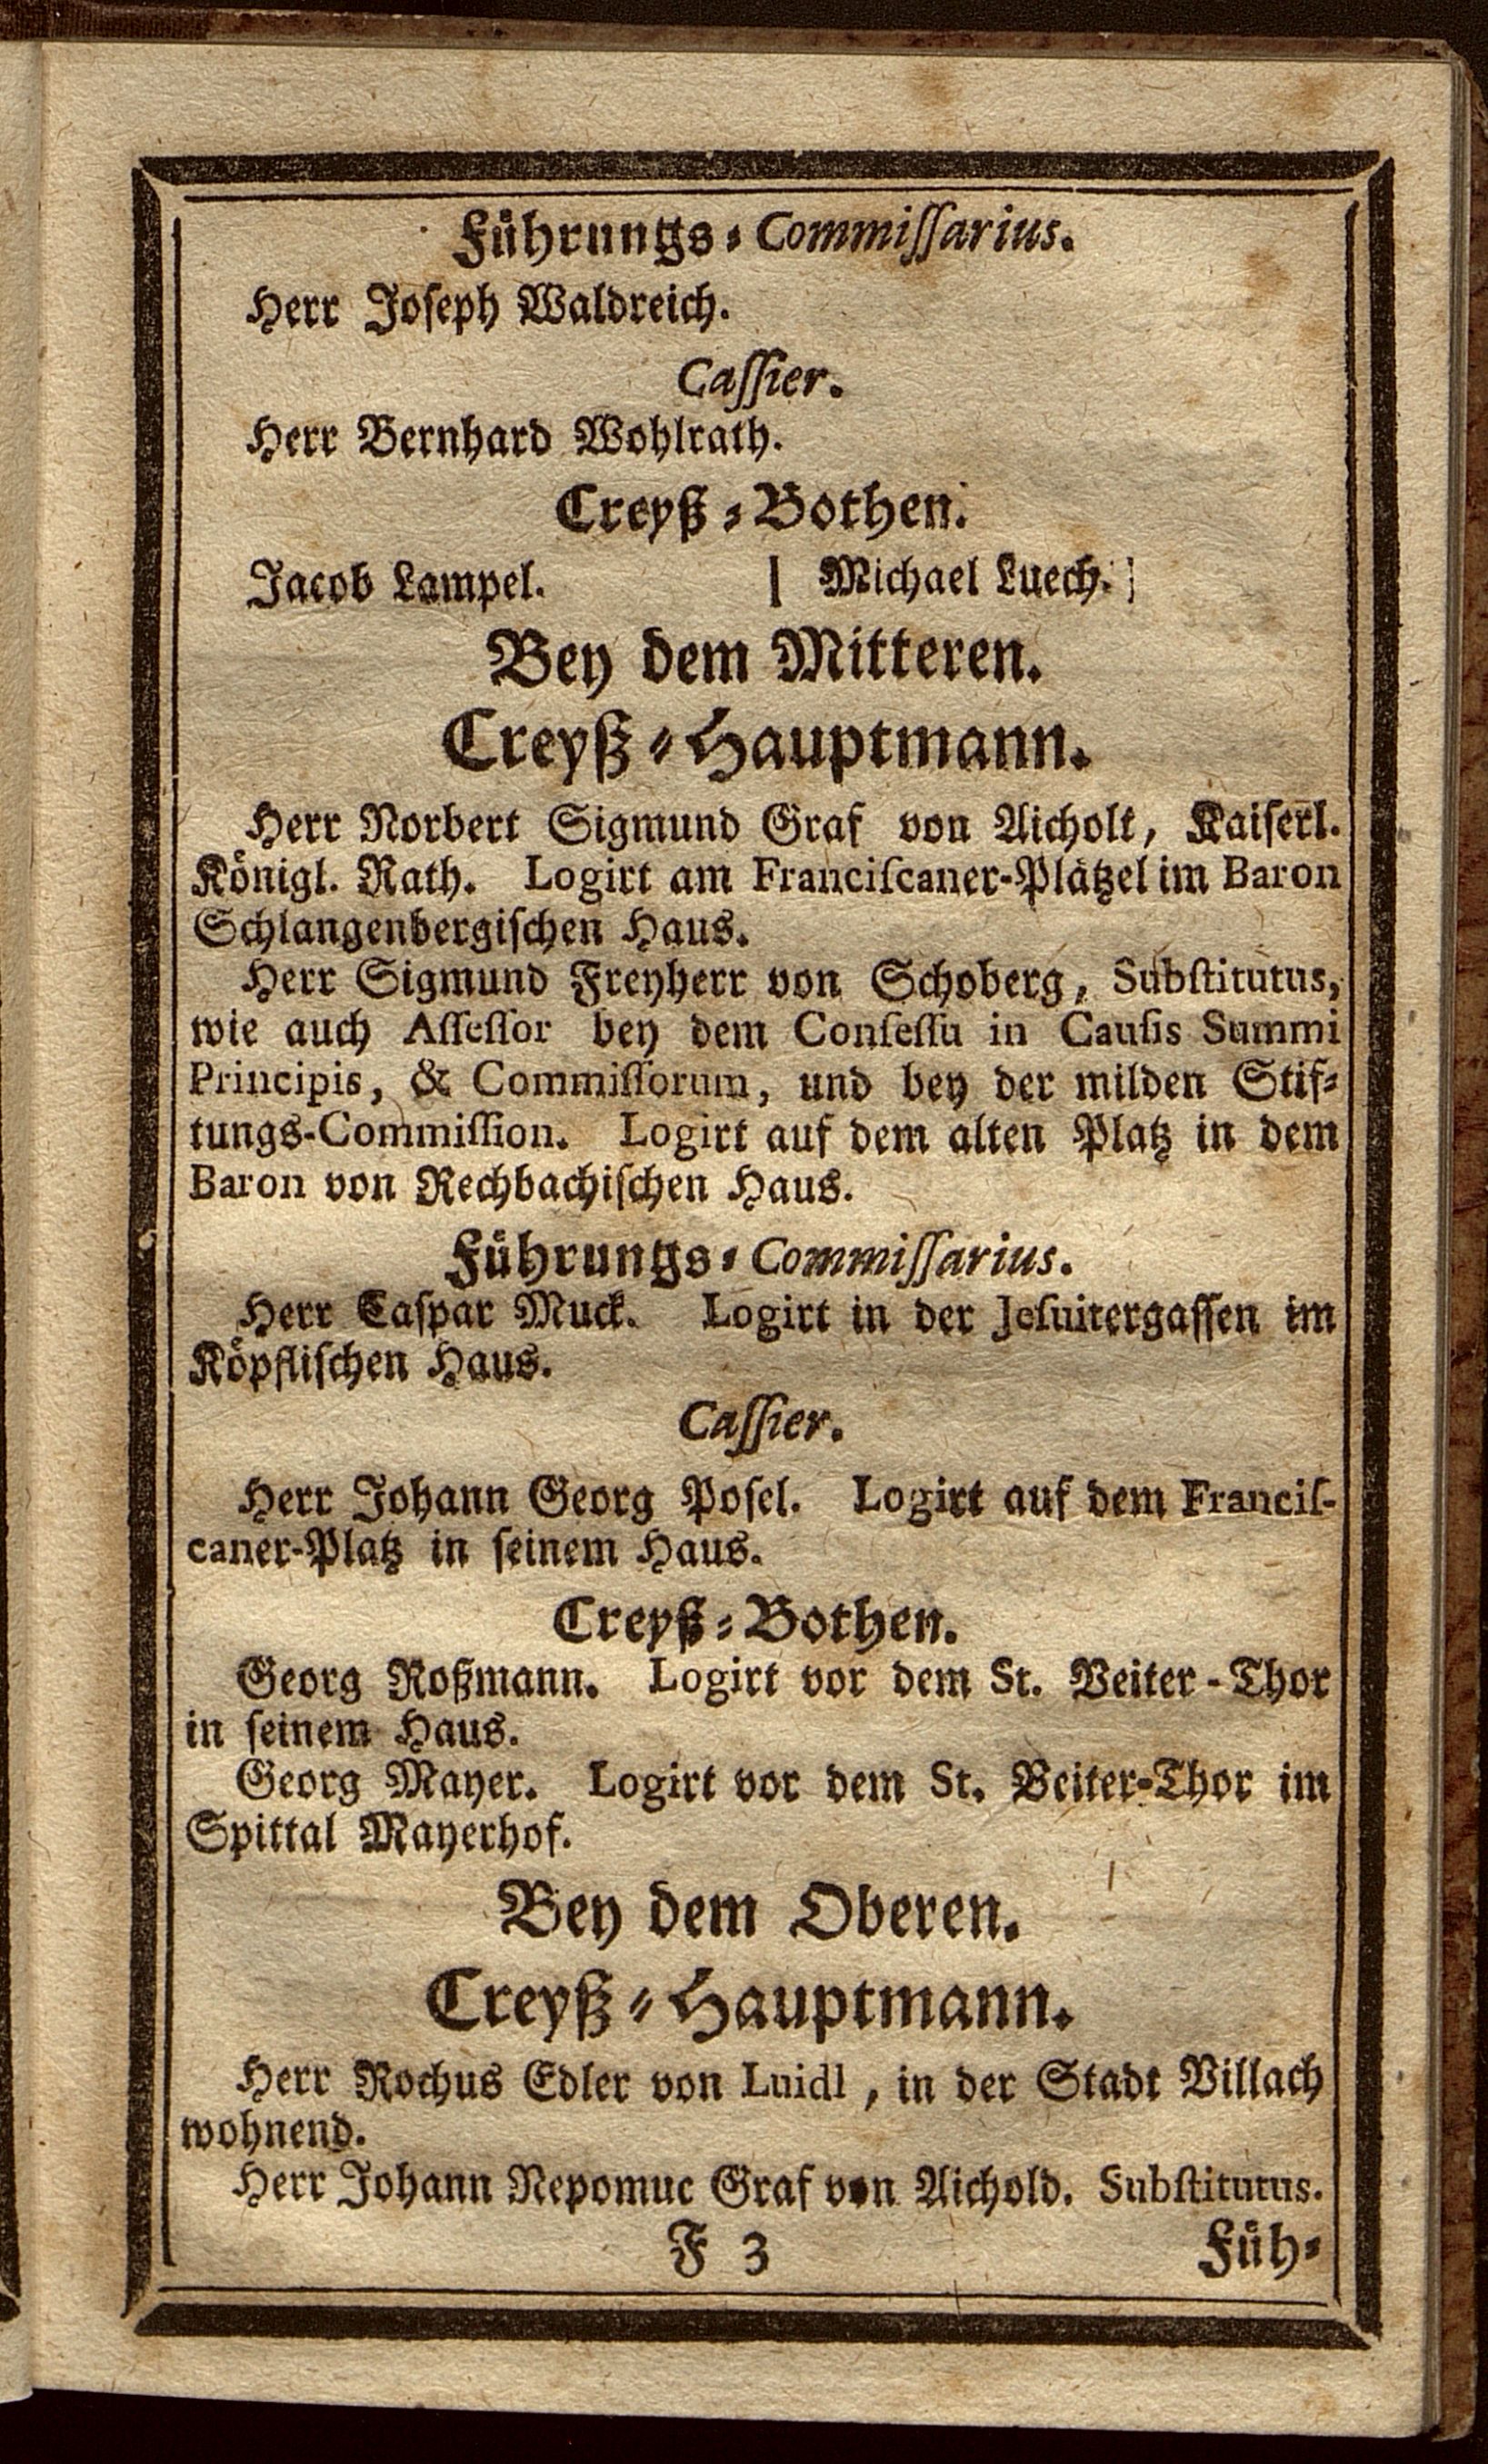 Führungs-Commissarius.
Herr Joseph Waldreich.
Cassier.
Herr Bernhard Wohlrath.
Creyß-Bothen.
Jacob Lampel. | Michael Luech.
Bey dem Mitteren.
Creyß-Hauptmann.
Herr Norbert Sigmund Graf von Aicholt, Kaiserl.
Königl. Rath. Logirt am Franciscaner-Plätzel im Baron
Schlangenbergischen Haus.
Herr Sigmund Freyherr von Schoberg, Substitutus,
wie auch Assessor bey dem Consessu in Causis Summi
Principis, & Commissorum, und bey der milden Stif-
tungs-Commission. Logirt auf dem alten Platz in dem
Baron von Rechbachischen Haus.
Führungs-Commissarius.
Herr Caspar Muck. Logirt in der Jesuitergassen im
Köpflischen Haus.
Cassier.
Herr Johann Georg Posel. Logirt auf dem Francis-
caner-Platz in seinem Haus.
Creyß-Bothen.
Georg Roßmann. Logirt vor dem St. Veiter-Thor
in seinem Haus.
Georg Mayer. Logirt vor dem St. Veiter-Thor im
Spittal Mayerhof.
Bey dem Oberen.
Creyß-Hauptmann.
Herr Rochus Edler von Luidl, in der Stadt Villach
wohnend.
Herr Johann Nepomuc Graf von Aichold. Substitutus.
F 3 Füh-